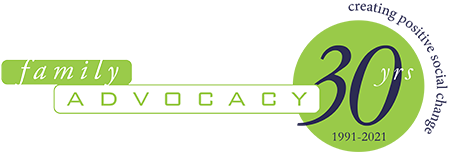 family
ADVOCACY
30 yrs
1991-2021
creating positive social change